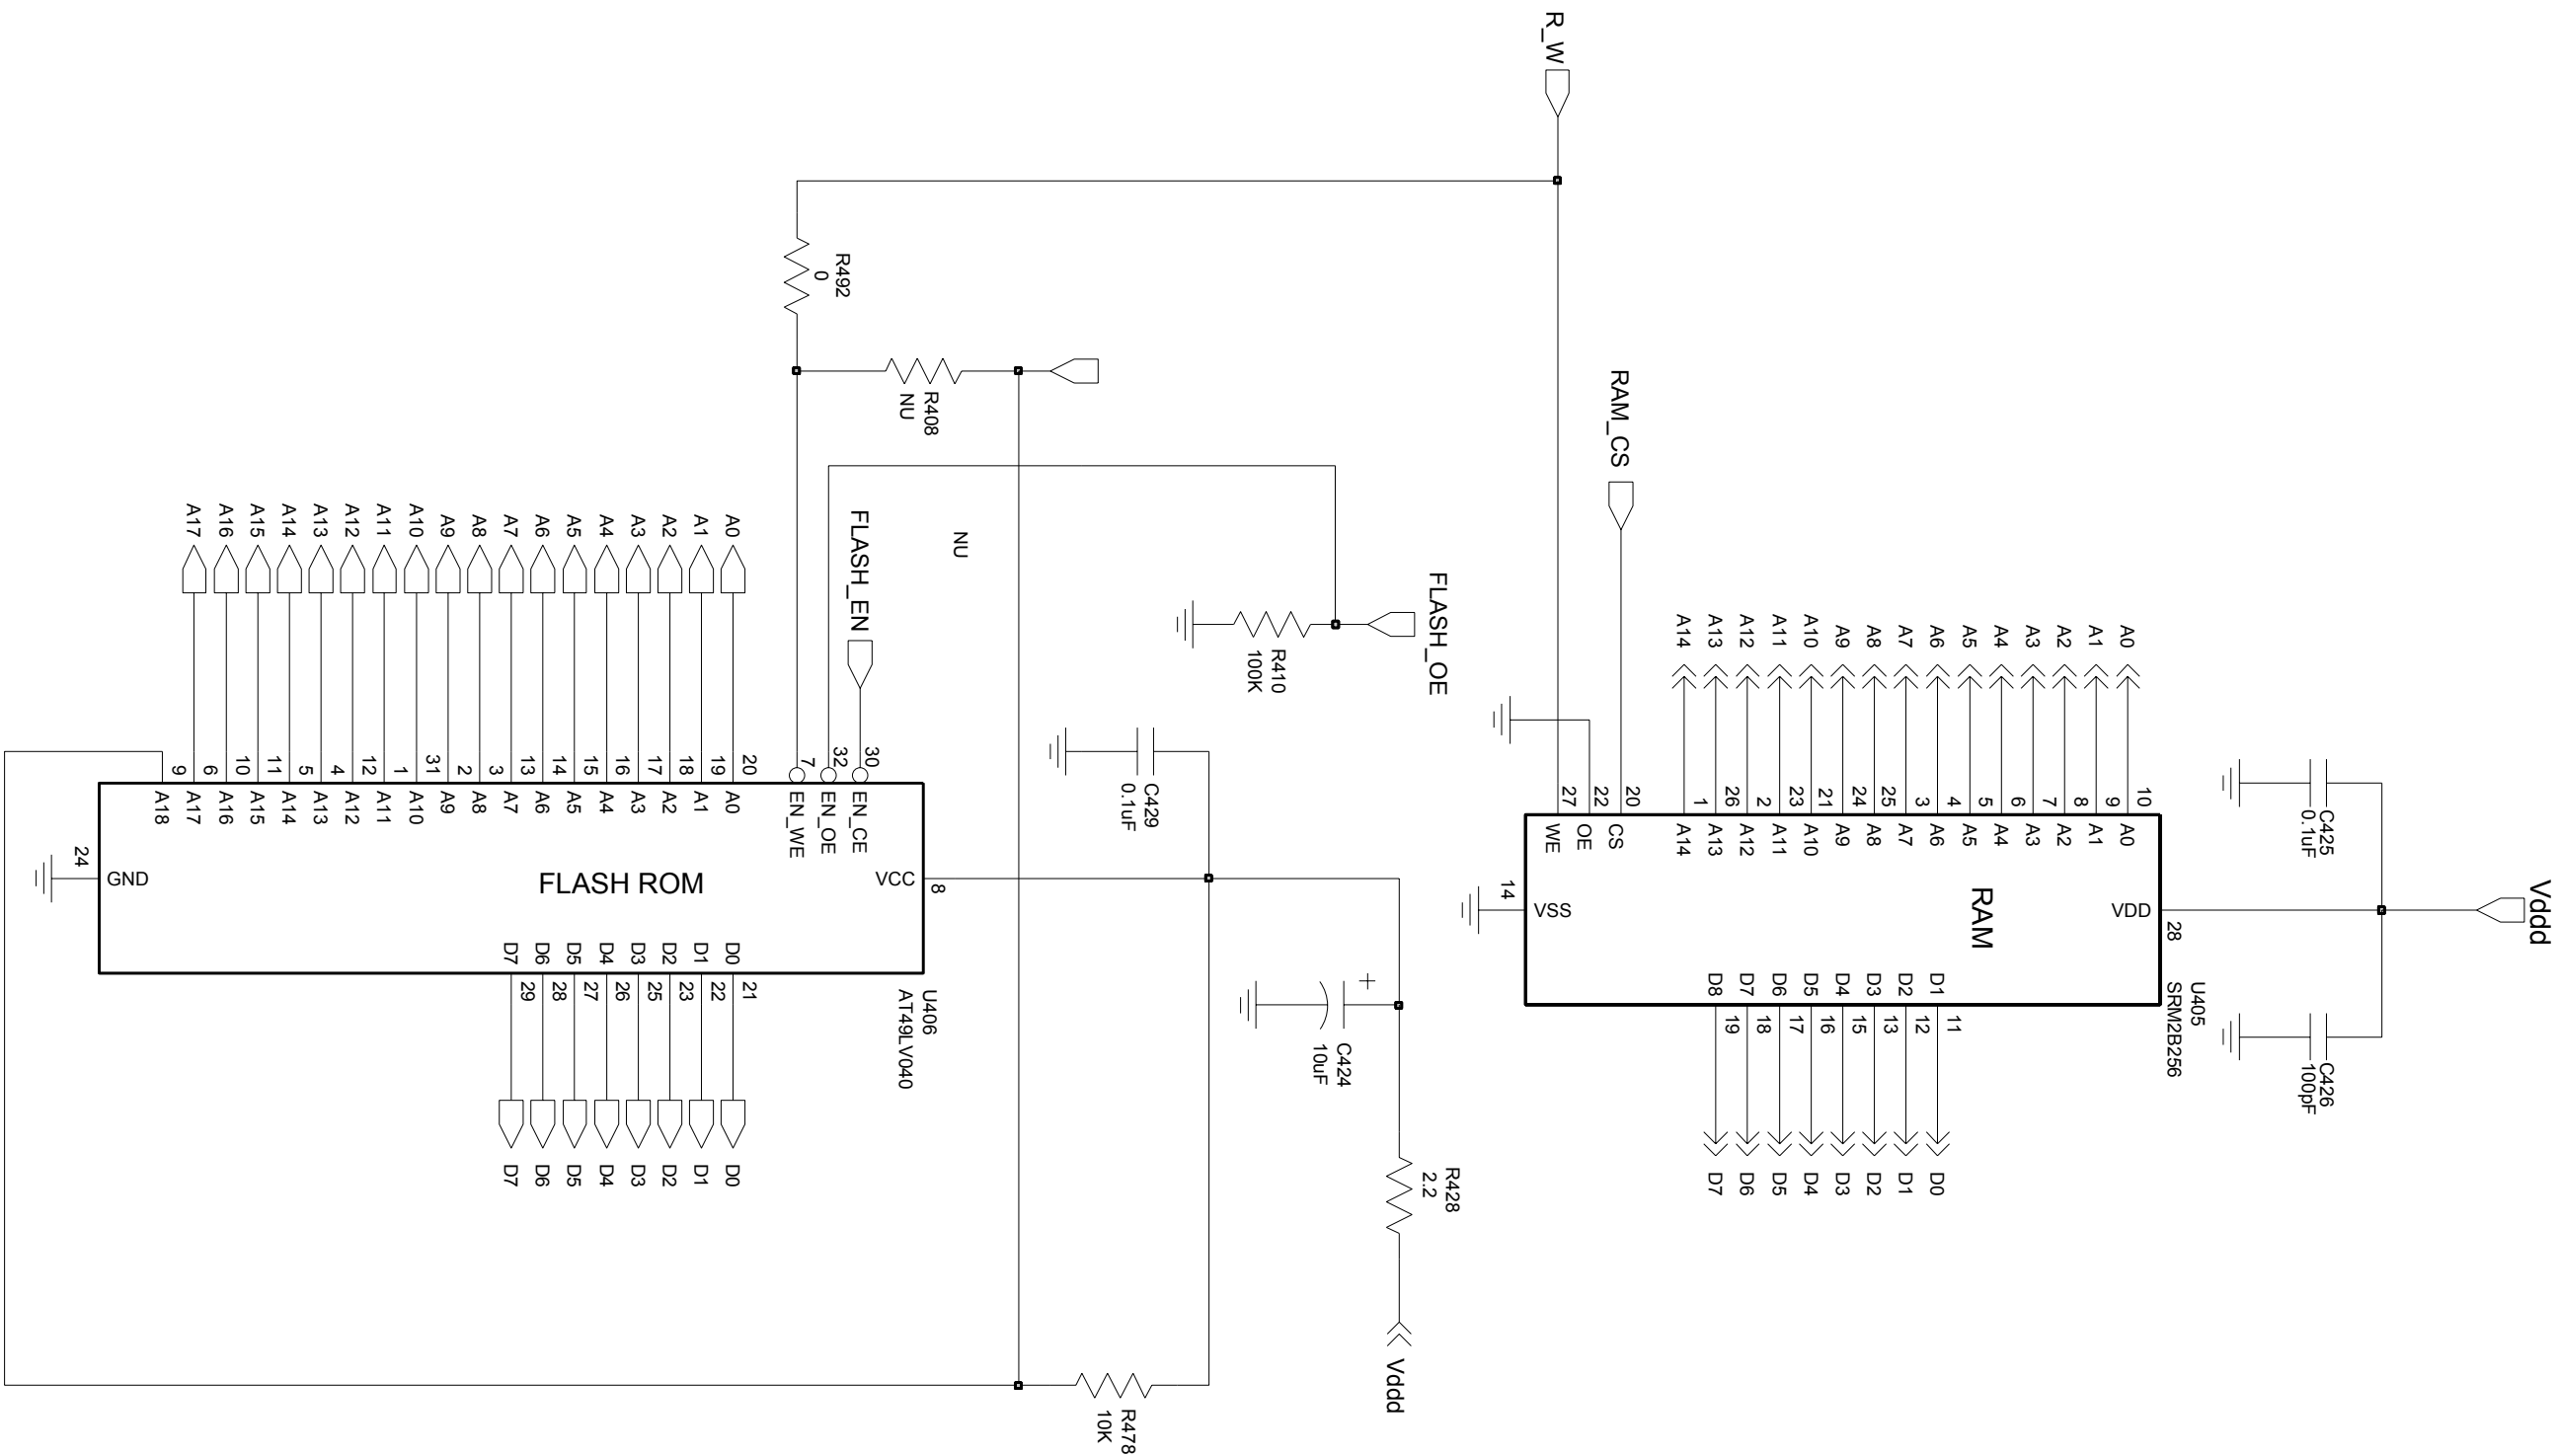 Vddd
C425
0.1uF
C426
100pF
U405
SRM2B256
28
VDD
RAM
A0 10 A0
A1 9 A1
A2 8 A2
A3 7 A3
A4 6 A4
A5 5 A5
A6 4 A6
A7 3 A7
A8 25 A8
A9 24 A9
A10 21 A10
A11 23 A11
A12 2 A12
A13 26 A13
A14 1 A14
D1 11 D0
D2 12 D1
D3 13 D2
D4 15 D3
D5 16 D4
D6 17 D5
D7 18 D6
D8 19 D7
RAM_CS
20 CS
22 OE
R_W
27 WE
VSS
14
R428
2.2
Vddd
FLASH_OE
C424
10uF
+
R410
100K
C429
0.1uF
R478
10K
NU
R408
NU
R492
0
U406
AT49LV040
8
VCC
FLASH ROM
FLASH_EN
30 EN_CE
32 EN_OE
7 EN_WE
A0 20 A0
A1 19 A1
A2 18 A2
A3 17 A3
A4 16 A4
A5 15 A5
A6 14 A6
A7 13 A7
A8 3 A8
A9 2 A9
A10 31 A10
A11 1 A11
A12 12 A12
A13 4 A13
A14 5 A14
A15 11 A15
A16 10 A16
A17 6 A17
9 A18
D0 21 D0
D1 22 D1
D2 23 D2
D3 25 D3
D4 26 D4
D5 27 D5
D6 28 D6
D7 29 D7
GND
24